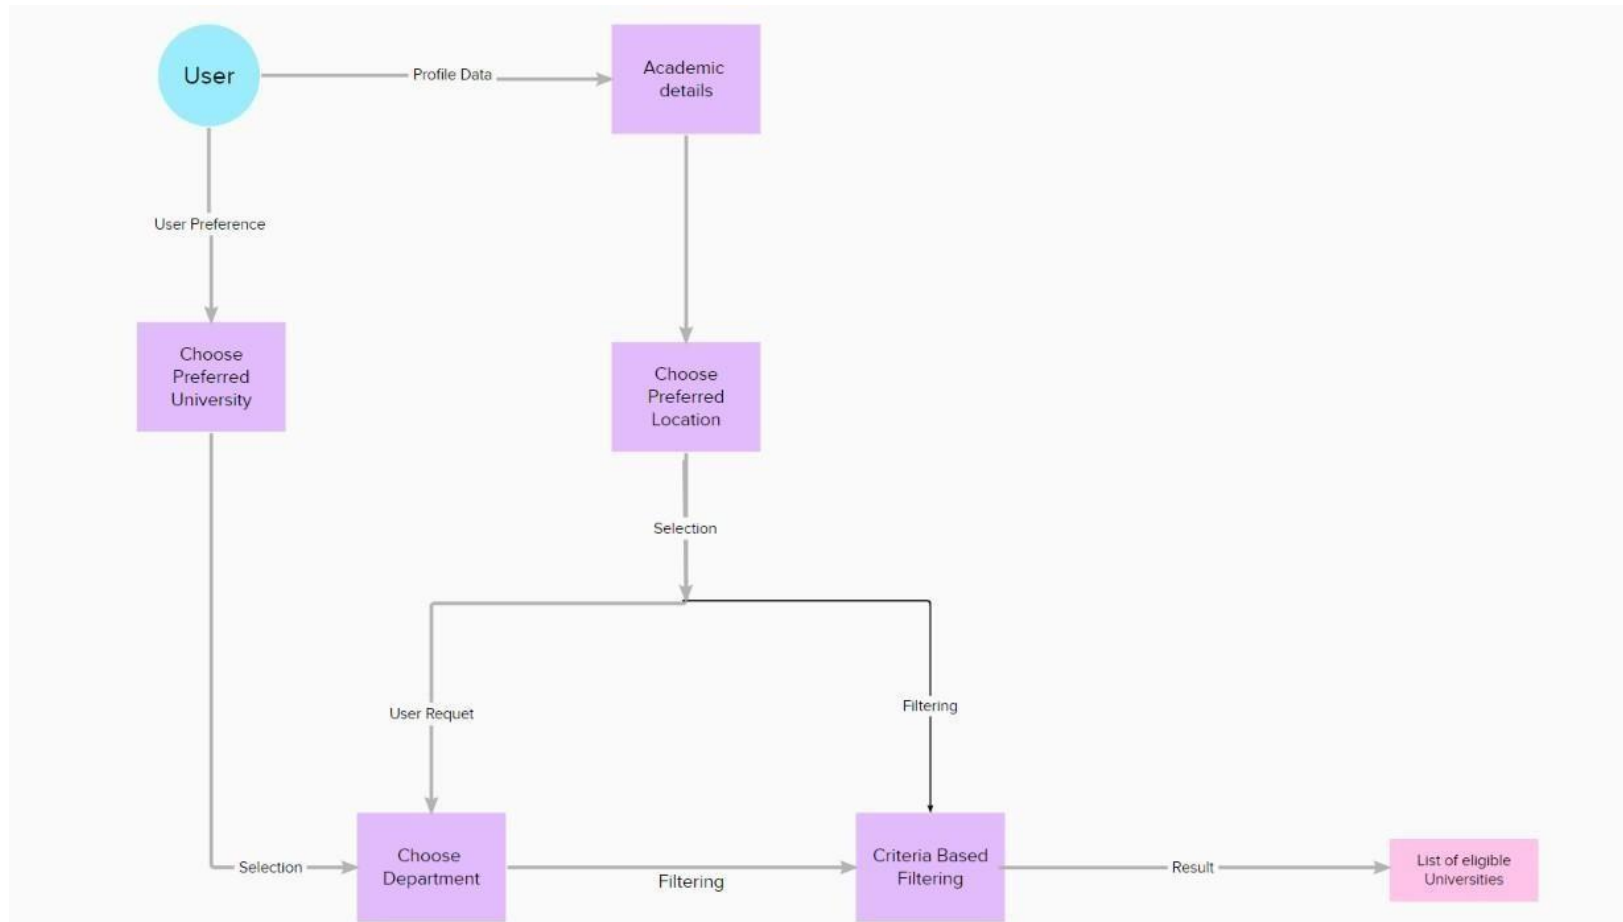 User
Profile Data
Academic
details
User Preference
Choose
Preferred
University
Choose
Preferred
Location
Selection
User Requet
Filtering
Selection
Choose
Department
Filtering
Criteria Based
Filtering
Result
List of eligible
Universities